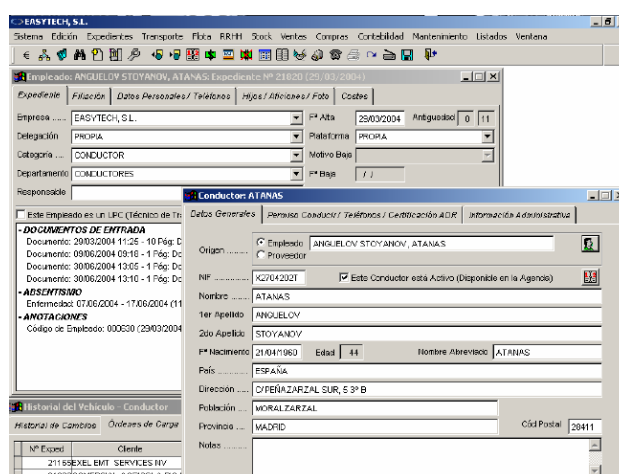 EASYTECH, S.L.
Sistema Edición Expedientes Transporte Flota RRHH Stock Ventas Compras Contabilidad Mantenimiento Listados Ventana
Empleado: ANGUELOV STOYANOV, ATANAS: Expediente Nº 21820 (29/03/2004)
Expediente Filiación Datos Personales / Teléfonos Hijos / Aficiones / Foto Costes
Empresa ...... EASYTECH, S.L. Fª Alta 29/03/2004 Antigüedad 0 11
Delegación PROPIA Plataforma PROPIA
Categoría .... CONDUCTOR Motivo Baja
Departamento CONDUCTORES Fª Baja / /
Responsable
Este Empleado es un UPC (Técnico de Tr
- DOCUMENTOS DE ENTRADA
Documento: 29/03/2004 11:25 - 10 Pág: D
Documento: 09/06/2004 09:18 - 1 Pág: Do
Documento: 30/06/2004 13:05 - 1 Pág: Do
Documento: 30/06/2004 13:10 - 1 Pág: Do
- ABSENTISMO
Enfermedad: 07/06/2004 - 17/06/2004 (11
- ANOTACIONES
Código de Empleado: 000630 (29/03/2004
Conductor: ATANAS
Datos Generales Permiso Conducir / Teléfonos / Certificación ADR Información Administrativa
Origen ......... Empleado ANGUELOV STOYANOV, ATANAS
Proveedor
NIF .............. X2704202T Este Conductor está Activo (Disponible en la Agencia)
Nombre ........ ATANAS
1er Apellido ANGUELOV
2do Apellido STOYANOV
Fª Nacimiento 21/04/1960 Edad 44 Nombre Abreviado ATANAS
País ............. ESPAÑA
Dirección ..... C/PEÑAZARZAL SUR, 5 3º B
Población ..... MORALZARZAL
Provincia ..... MADRID Cód Postal 28411
Notas ..........
Historial del Vehículo - Conductor
Historial de Cambios Órdenes de Carga
Nº Exped Cliente
21165 EXEL EMT SERVICES NV